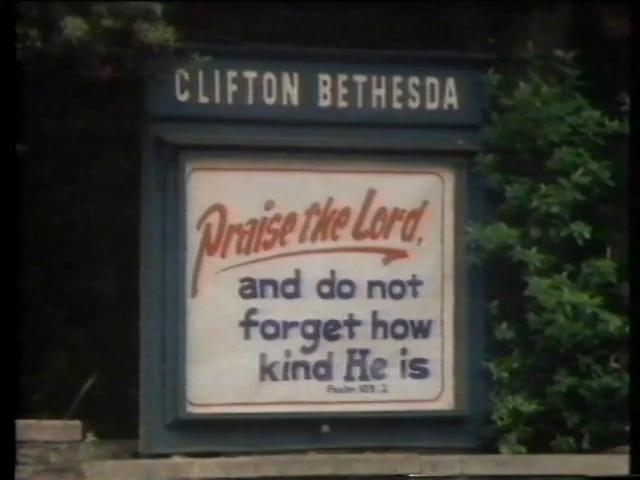 CLIFTON BETHESDA
Praise the Lord,
and do not
forget how
kind He is
Psalm 103:2